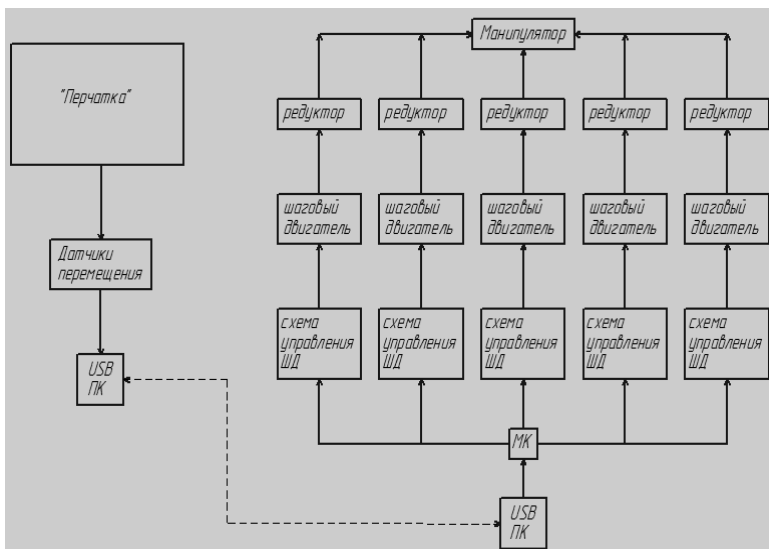 Манипулятор
"Перчатка"
редуктор
редуктор
редуктор
редуктор
редуктор
шаговый
двигатель
шаговый
двигатель
шаговый
двигатель
шаговый
двигатель
шаговый
двигатель
Датчики
перемещения
схема
управления
ШД
схема
управления
ШД
схема
управления
ШД
схема
управления
ШД
схема
управления
ШД
USB
ПК
МК
USB
ПК